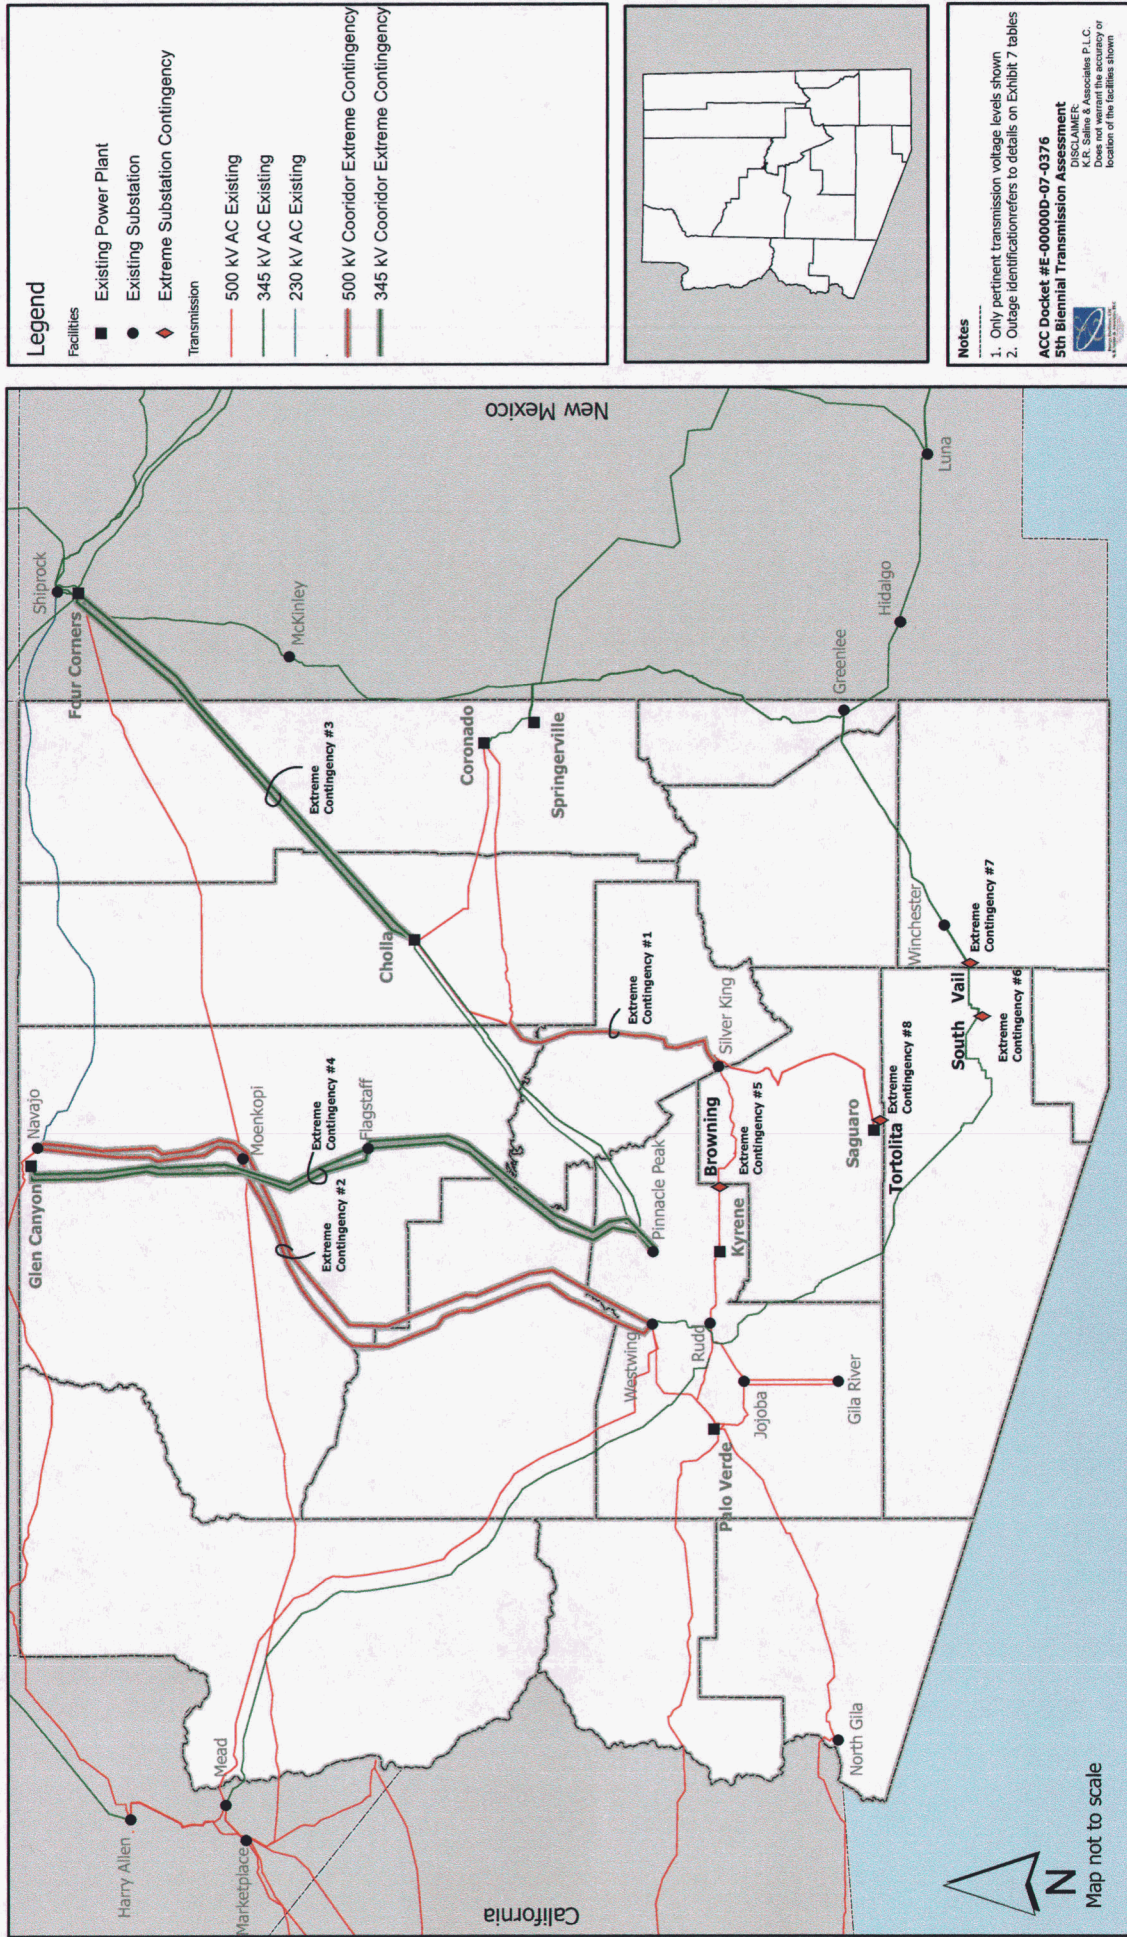 Legend
Facilities
Existing Power Plant
Existing Substation
Extreme Substation Contingency
Transmission
500 kV AC Existing
345 kV AC Existing
230 kV AC Existing
500 kV Cooridor Extreme Contingency
345 kV Cooridor Extreme Contingency
Notes
1. Only pertinent transmission voltage levels shown
2. Outage identificationrefers to details on Exhibit 7 tables
ACC Docket #E-00000D-07-0376
5th Biennial Transmission Assessment
DISCLAIMER:
K.R. Saline & Associates P.L.C.
Does not warrant the accuracy or
location of the facilities shown
New Mexico
California
Shiprock
Four Corners
McKinley
Luna
Hidalgo
Greenlee
Coronado
Springerville
Extreme
Contingency #3
Cholla
Winchester
Extreme
Contingency #7
South Vail
Extreme
Contingency #6
Extreme
Contingency #1
Silver King
Navajo
Glen Canyon
Moenkopi
Extreme
Contingency #4
Flagstaff
Extreme
Contingency #2
Pinnacle Peak
Browning
Extreme
Contingency #5
Kyrene
Saguaro
Tortolita
Extreme
Contingency #8
Westwing
Rudd
Jojoba
Gila River
Palo Verde
North Gila
Mead
Harry Allen
Marketplace
N
Map not to scale